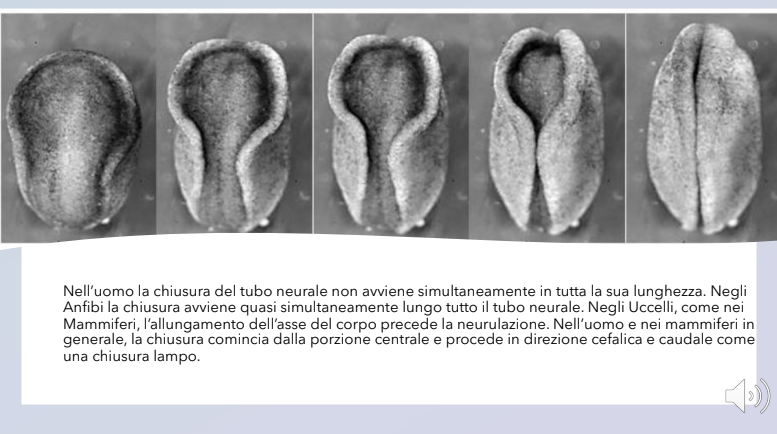 Nell'uomo la chiusura del tubo neurale non avviene simultaneamente in tutta la sua lunghezza. Negli
Anfibi la chiusura avviene quasi simultaneamente lungo tutto il tubo neurale. Negli Uccelli, come nei
Mammiferi, l'allungamento dell'asse del corpo precede la neurulazione. Nell'uomo e nei mammiferi in
generale, la chiusura comincia dalla porzione centrale e procede in direzione cefalica e caudale come
una chiusura lampo.